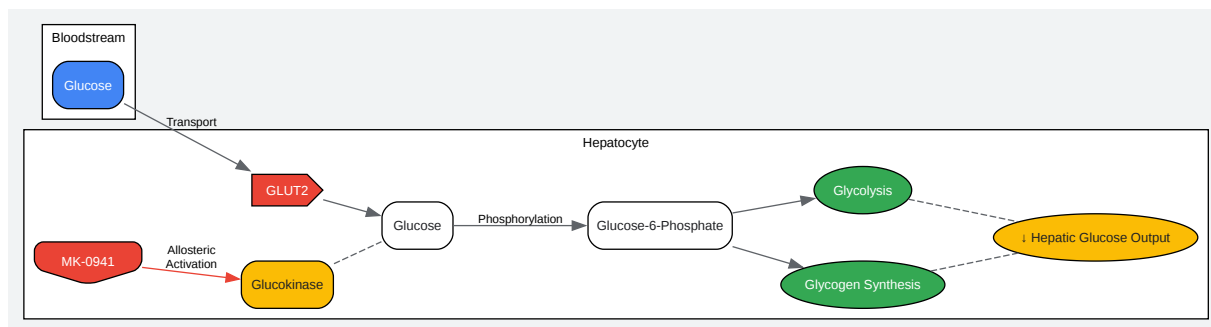 Bloodstream
Glucose
Transport
Hepatocyte
GLUT2
Glucose
Phosphorylation
Glucose-6-Phosphate
Glycolysis
↓ Hepatic Glucose Output
MK-0941
Allosteric
Activation
Glucokinase
Glycogen Synthesis